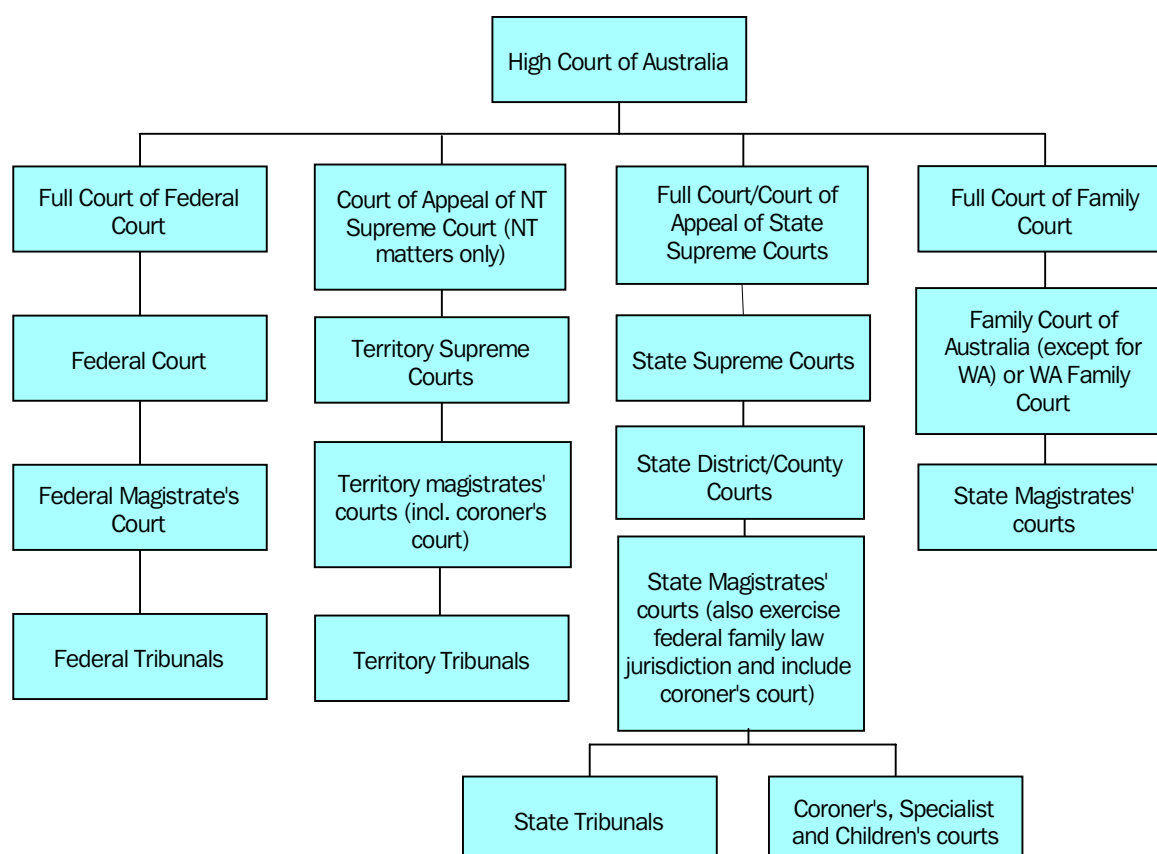 High Court of Australia
Full Court of Federal
Court
Court of Appeal of NT
Supreme Court (NT
matters only)
Full Court/Court of
Appeal of State
Supreme Courts
Full Court of Family
Court
Federal Court
Territory Supreme
Courts
State Supreme Courts
Family Court of
Australia (except for
WA) or WA Family
Court
Federal Magistrate's
Court
Territory magistrates'
courts (incl. coroner's
court)
State District/County
Courts
State Magistrates'
courts
Federal Tribunals
Territory Tribunals
State Magistrates'
courts (also exercise
federal family law
jurisdiction and include
coroner's court)
State Tribunals
Coroner's, Specialist
and Children's courts